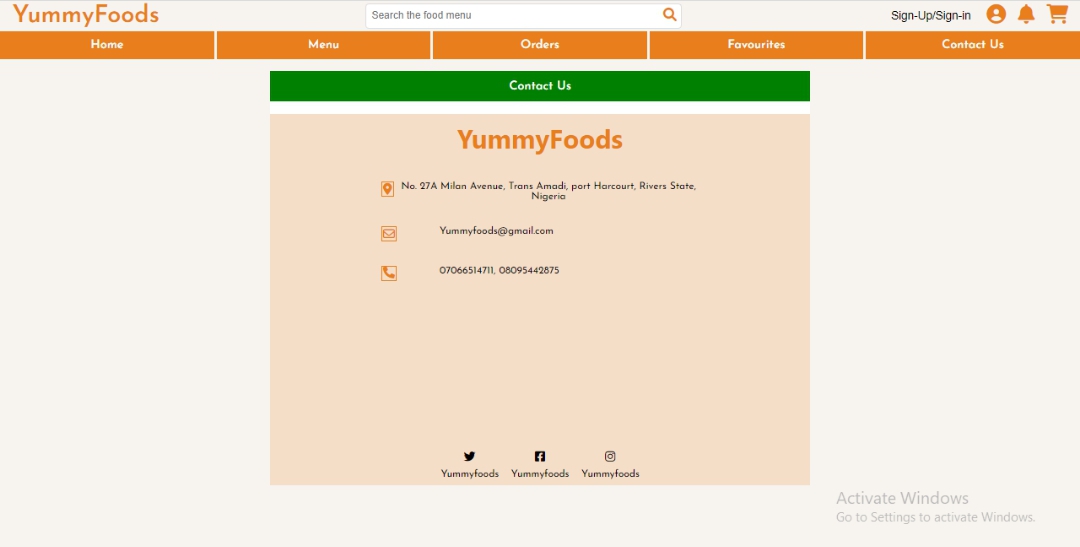 YummyFoods
Search the food menu
Sign-Up/Sign-in
Home
Menu
Orders
Favourites
Contact Us
Contact Us
YummyFoods
No. 27A Milan Avenue, Trans Amadi, port Harcourt, Rivers State,
Nigeria
Yummyfoods@gmail.com
07066514711, 08095442875
Yummyfoods
Yummyfoods
Yummyfoods
Activate Windows
Go to Settings to activate Windows.